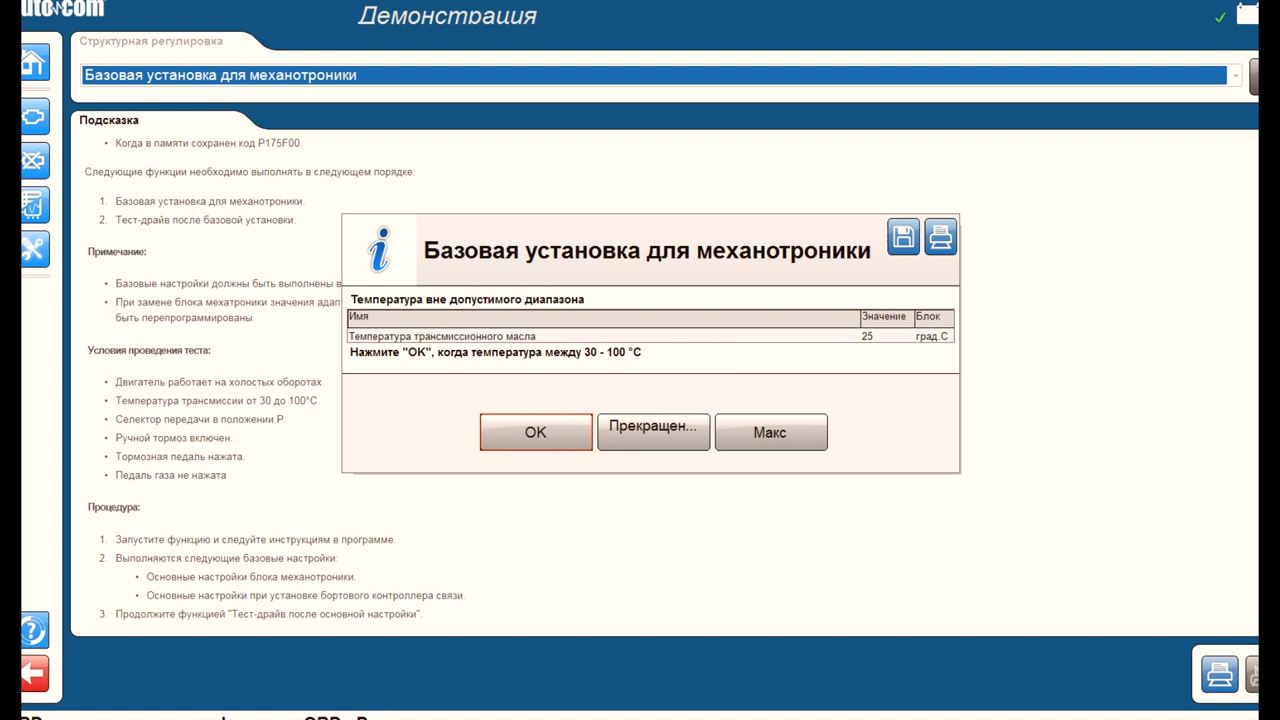 uto com
Демонстрация
Структурная регулировка
Базовая установка для механотроники
Подсказка
• Когда в памяти сохранен код P175F00.
Следующие функции необходимо выполнять в следующем порядке:
1. Базовая установка для механотроники.
2. Тест-драйв после базовой установки.
Примечание:
• Базовые настройки должны быть выполнены в
• При замене блока мехатроники значения адап
быть перепрограммированы.
Условия проведения теста:
• Двигатель работает на холостых оборотах.
• Температура трансмиссии от 30 до 100°C.
• Селектор передачи в положении P.
• Ручной тормоз включен.
• Тормозная педаль нажата.
• Педаль газа не нажата
Процедура:
1. Запустите функцию и следуйте инструкциям в программе.
2. Выполняются следующие базовые настройки:
• Основные настройки блока механотроники.
• Основные настройки при установке бортового контроллера связи.
3. Продолжите функцией "Тест-драйв после основной настройки".
Базовая установка для механотроники
Температура вне допустимого диапазона
Имя Значение Блок
Температура трансмиссионного масла 25 град.C
Нажмите "ОК", когда температура между 30 - 100 °C
OK
Прекращен...
Макс